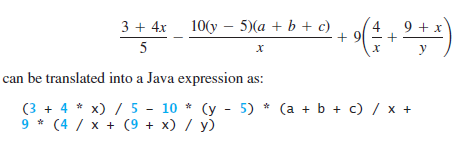 (3 + 4x)/5 − 10(y − 5)(a + b + c)/x + 9(4/x + (9 + x)/y)
can be translated into a Java expression as:
(3 + 4 * x) / 5 - 10 * (y - 5) * (a + b + c) / x +
9 * (4 / x + (9 + x) / y)